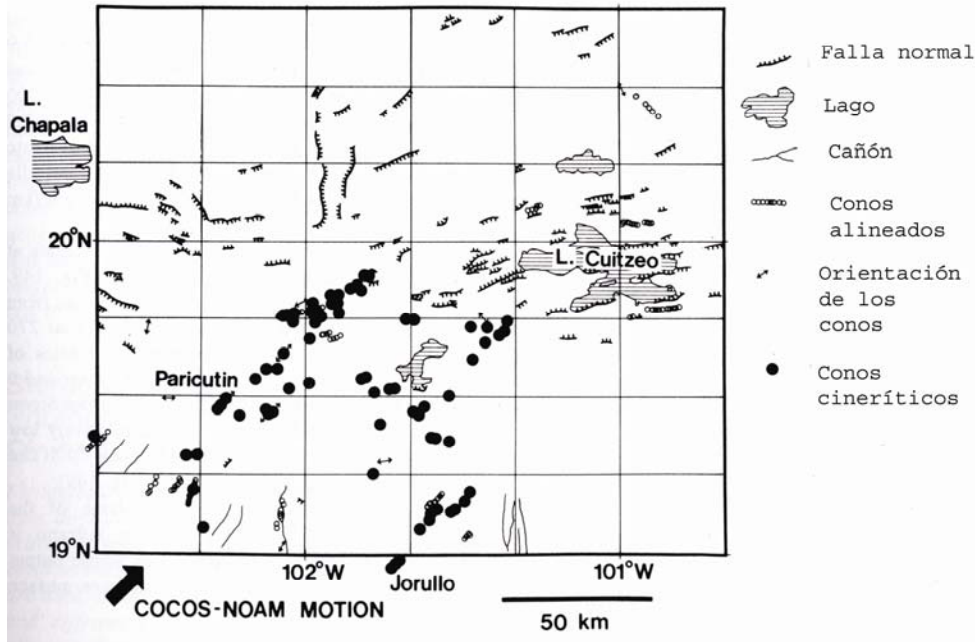 L.
Chapala
20°N
L. Cuitzeo
Paricutin
19°N
102°W
101°W
Jorullo
COCOS-NOAM MOTION
50 km
Falla normal
Lago
Cañón
Conos
alineados
Orientación
de los
conos
Conos
cineríticos